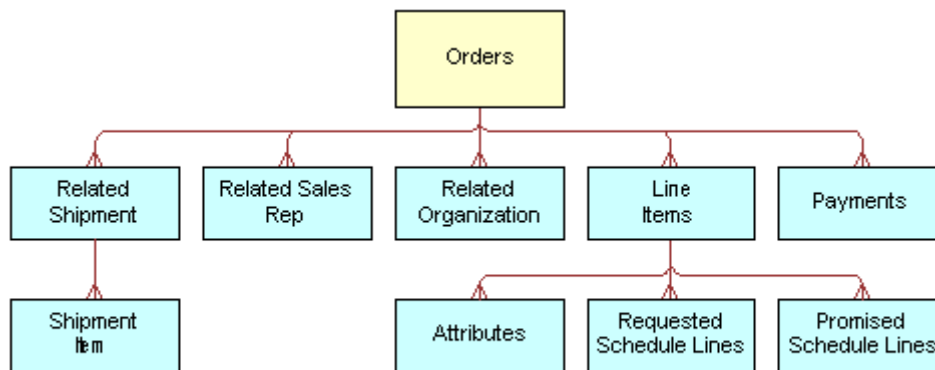 Orders
Related
Shipment
Related Sales
Rep
Related
Organization
Line
Items
Payments
Shipment
Item
Attributes
Requested
Schedule Lines
Promised
Schedule Lines